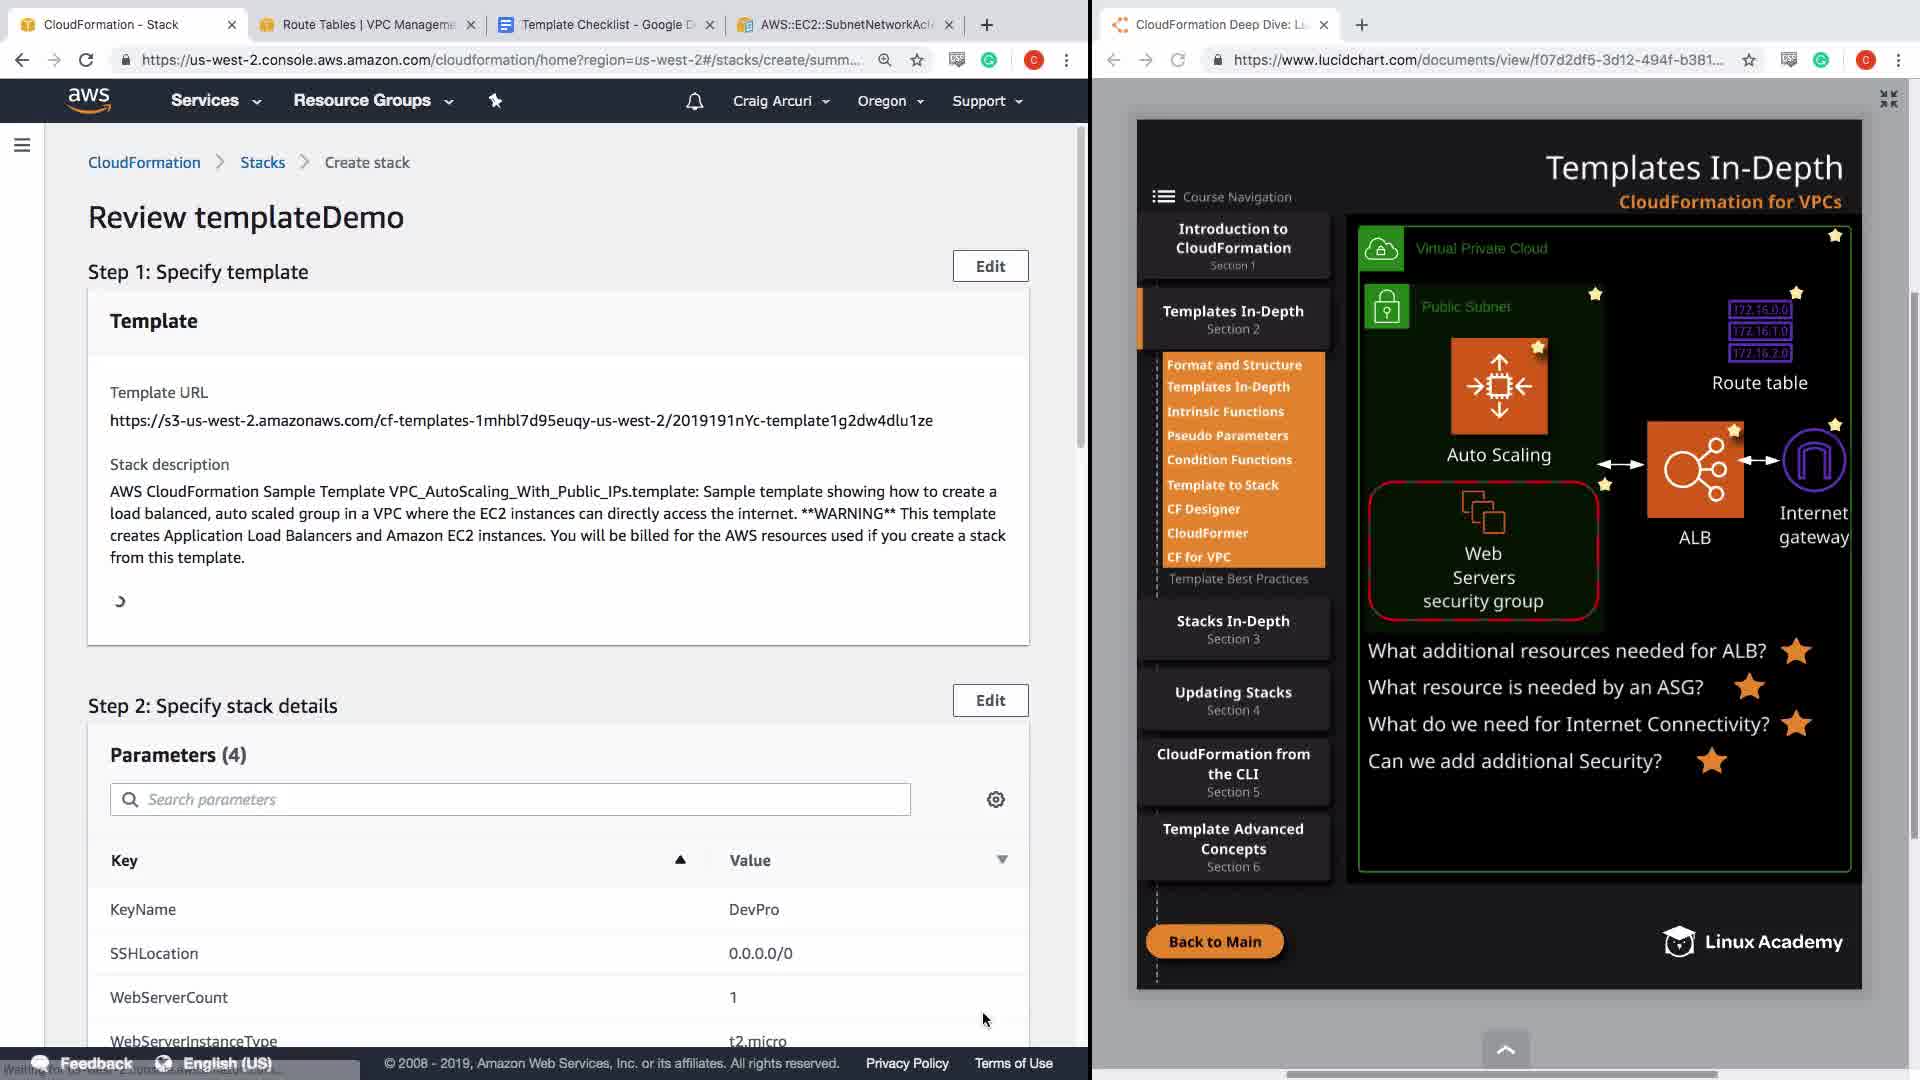 CloudFormation - Stack
Route Tables | VPC Manageme
Template Checklist - Google D
AWS::EC2::SubnetNetworkAcl
https://us-west-2.console.aws.amazon.com/cloudformation/home?region=us-west-2#/stacks/create/summ...
C
aws
Services
Resource Groups
Craig Arcuri
Oregon
Support
CloudFormation
Stacks
Create stack
Review templateDemo
Step 1: Specify template
Edit
Template
Template URL
https://s3-us-west-2.amazonaws.com/cf-templates-1mhbl7d95euqy-us-west-2/2019191nYc-template1g2dw4dlu1ze
Stack description
AWS CloudFormation Sample Template VPC_AutoScaling_With_Public_IPs.template: Sample template showing how to create a
load balanced, auto scaled group in a VPC where the EC2 instances can directly access the internet. **WARNING** This template
creates Application Load Balancers and Amazon EC2 instances. You will be billed for the AWS resources used if you create a stack
from this template.
Step 2: Specify stack details
Edit
Parameters (4)
Search parameters
Key
Value
KeyName
DevPro
SSHLocation
0.0.0.0/0
WebServerCount
1
WebServerInstanceType
t2.micro
Feedback
English (US)
© 2008 - 2019, Amazon Web Services, Inc. or its affiliates. All rights reserved.
Privacy Policy
Terms of Use
CloudFormation Deep Dive: Lu
https://www.lucidchart.com/documents/view/f07d2df5-3d12-494f-b381...
C
Templates In-Depth
CloudFormation for VPCs
Course Navigation
Introduction to
CloudFormation
Section 1
Templates In-Depth
Section 2
Format and Structure
Templates In-Depth
Intrinsic Functions
Pseudo Parameters
Condition Functions
Template to Stack
CF Designer
CloudFormer
CF for VPC
Template Best Practices
Stacks In-Depth
Section 3
Updating Stacks
Section 4
CloudFormation from
the CLI
Section 5
Template Advanced
Concepts
Section 6
Back to Main
Virtual Private Cloud
Public Subnet
Auto Scaling
Web
Servers
security group
172.16.0.0
172.16.1.0
172.16.2.0
Route table
ALB
Internet
gateway
What additional resources needed for ALB?
What resource is needed by an ASG?
What do we need for Internet Connectivity?
Can we add additional Security?
Linux Academy